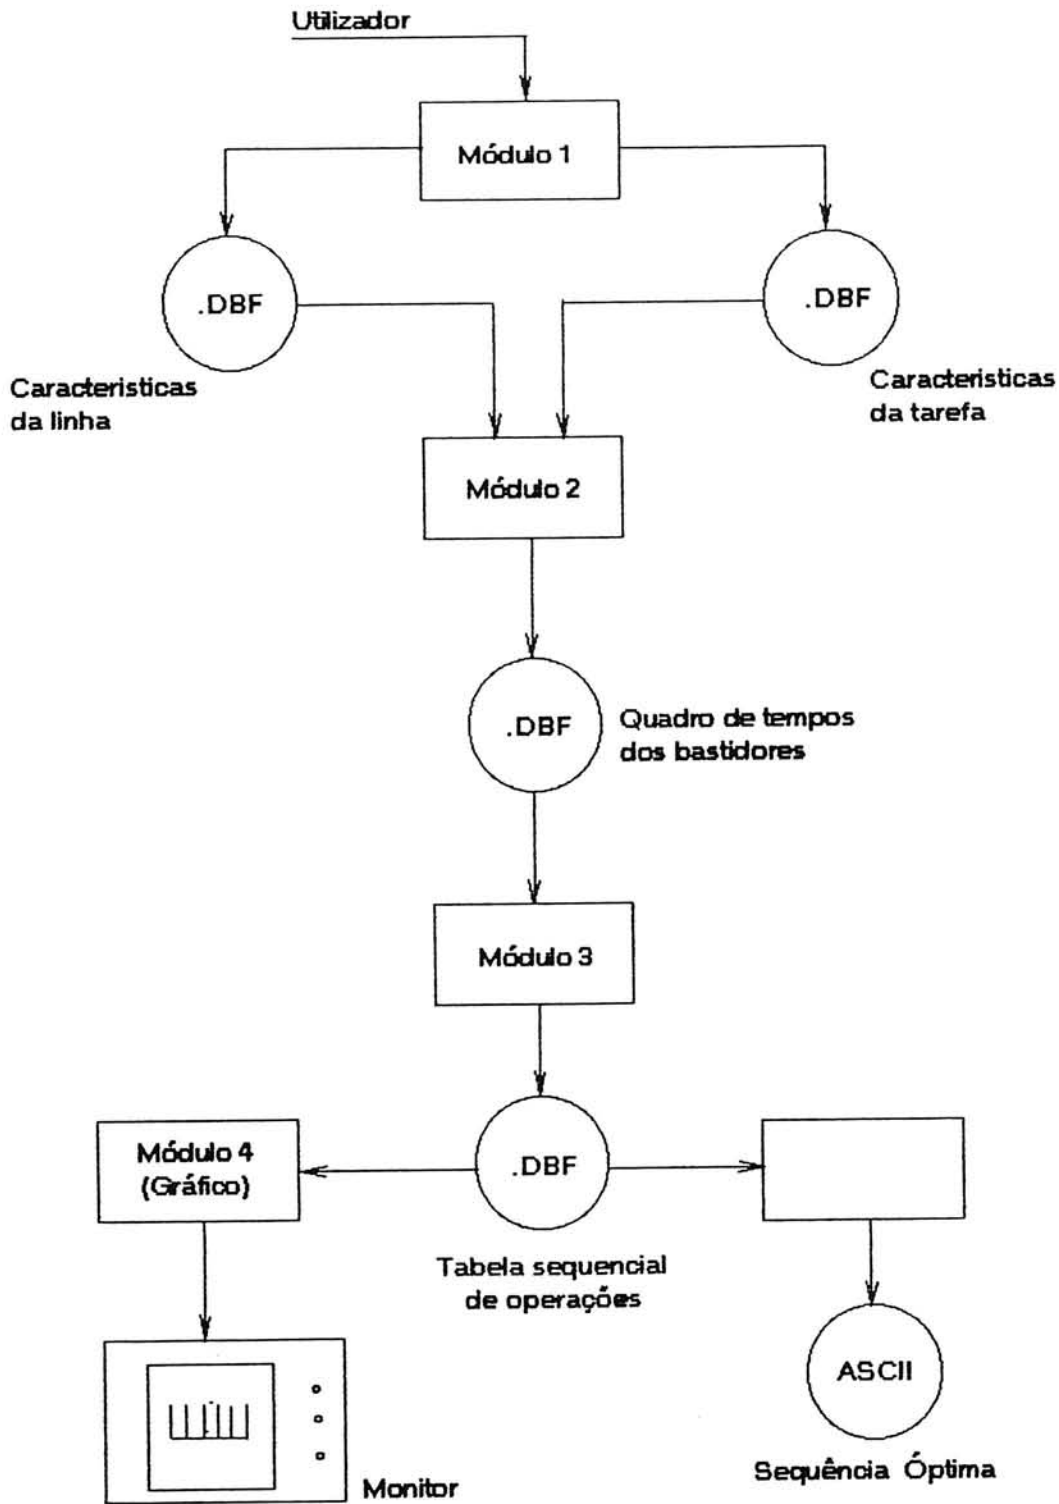 Utilizador
Módulo 1
.DBF
.DBF
Caracteristicas
da linha
Caracteristicas
da tarefa
Módulo 2
.DBF
Quadro de tempos
dos bastidores
Módulo 3
Módulo 4
(Gráfico)
.DBF
Tabela sequencial
de operações
ASCII
Monitor
Sequência Óptima